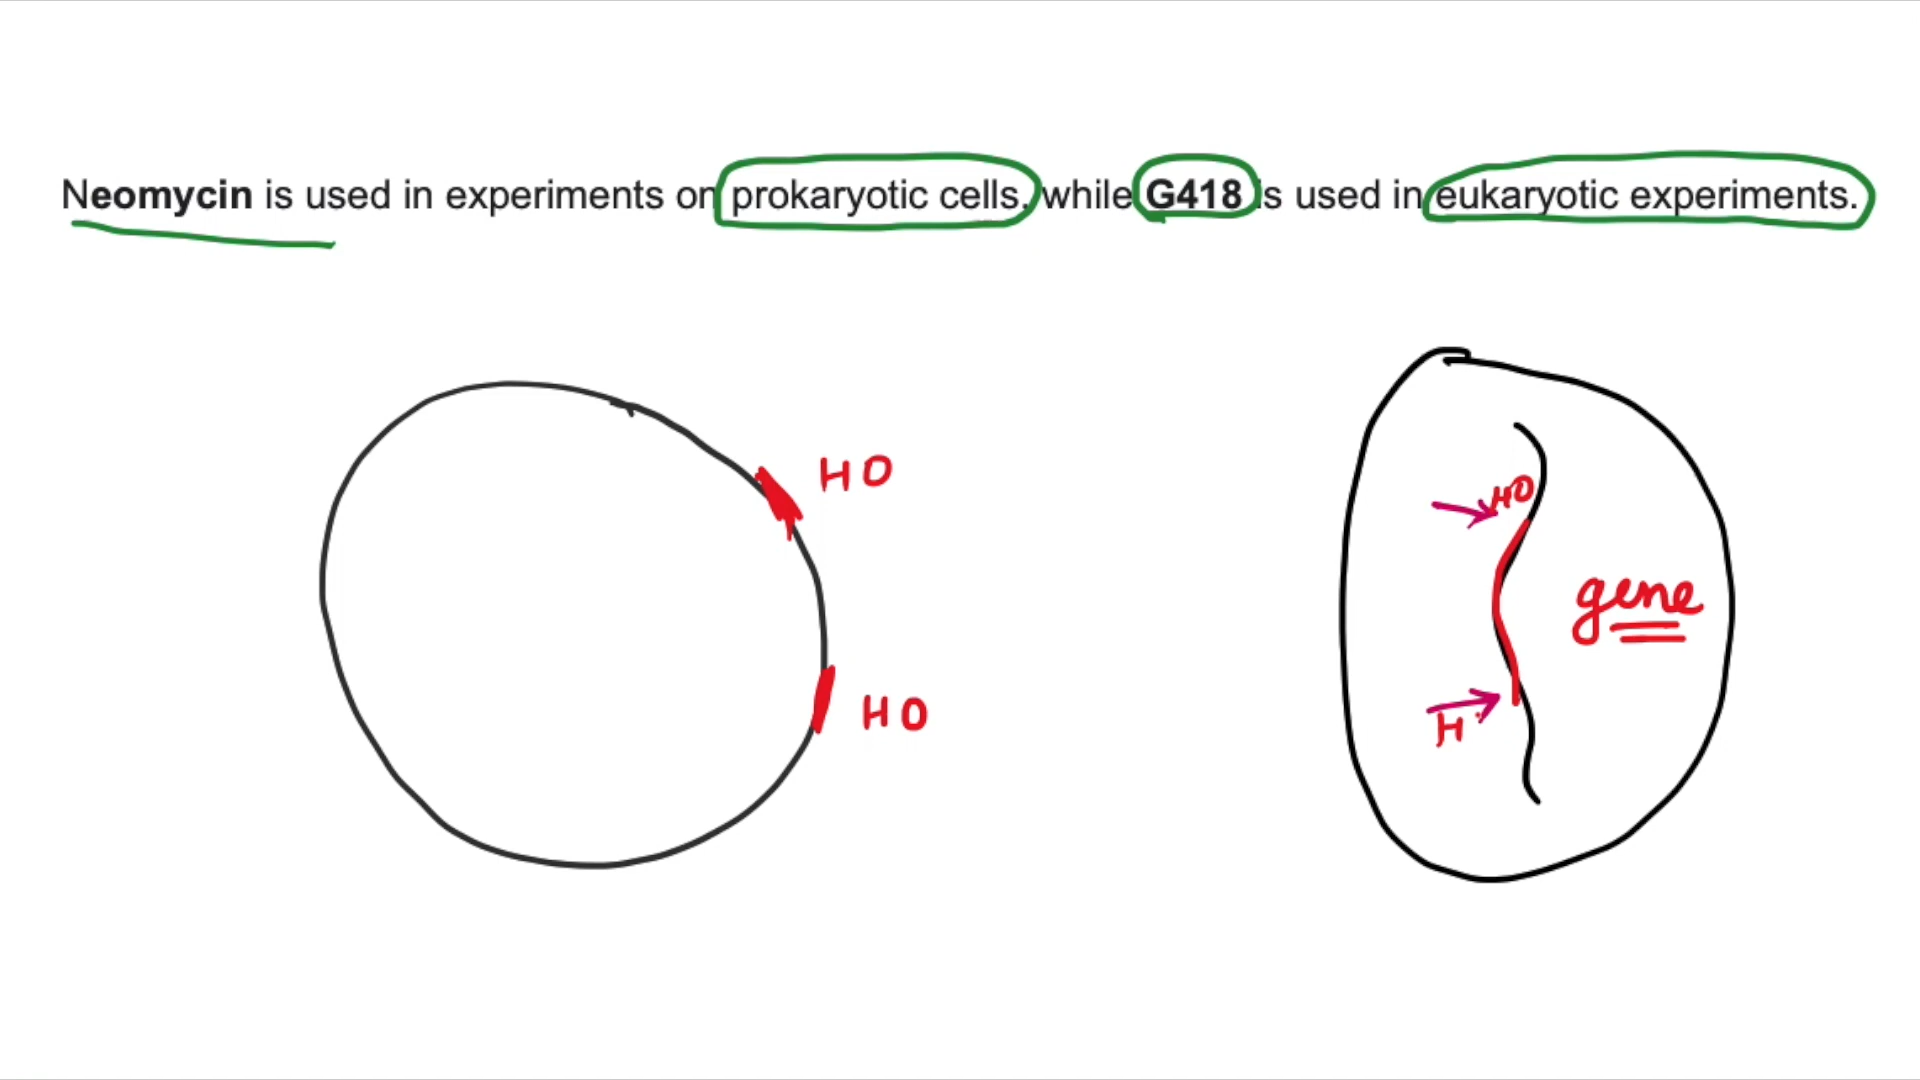 Neomycin is used in experiments on prokaryotic cells, while G418 is used in eukaryotic experiments.
HO
HO
gene
HO
H